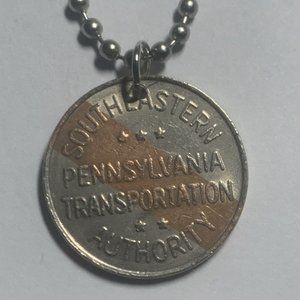 SOUTHEASTERN
PENNSYLVANIA
TRANSPORTATION
AUTHORITY